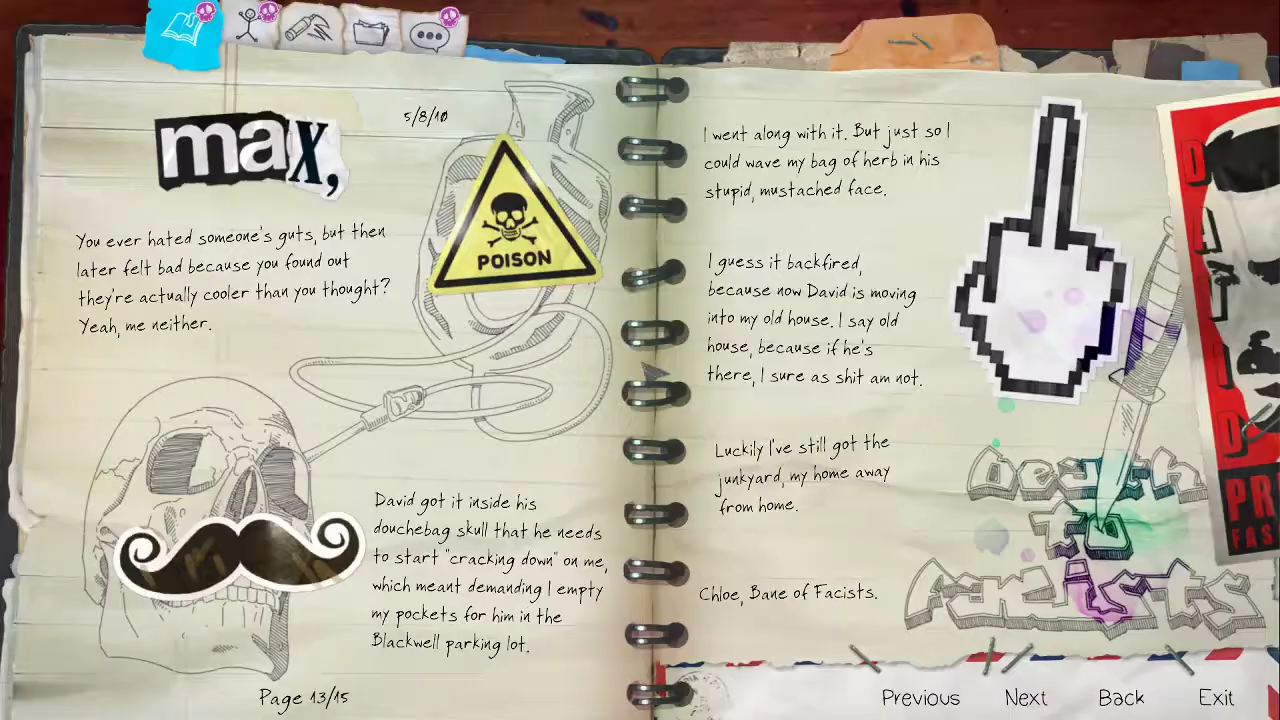 5/8/10
max,
POISON
You ever hated someone's guts, but then
later felt bad because you found out
they're actually cooler than you thought?
Yeah, me neither.
David got it inside his
douchebag skull that he needs
to start "cracking down" on me,
which meant demanding I empty
my pockets for him in the
Blackwell parking lot.
Page 13/15
I went along with it. But just so I
could wave my bag of herb in his
stupid, mustached face.
I guess it backfired,
because now David is moving
into my old house. I say old
house, because if he's
there, I sure as shit am not.
Luckily I've still got the
junkyard, my home away
from home.
Chloe, Bane of Facists.
Death
To
DAVID
PR
FAS
Previous
Next
Back
Exit